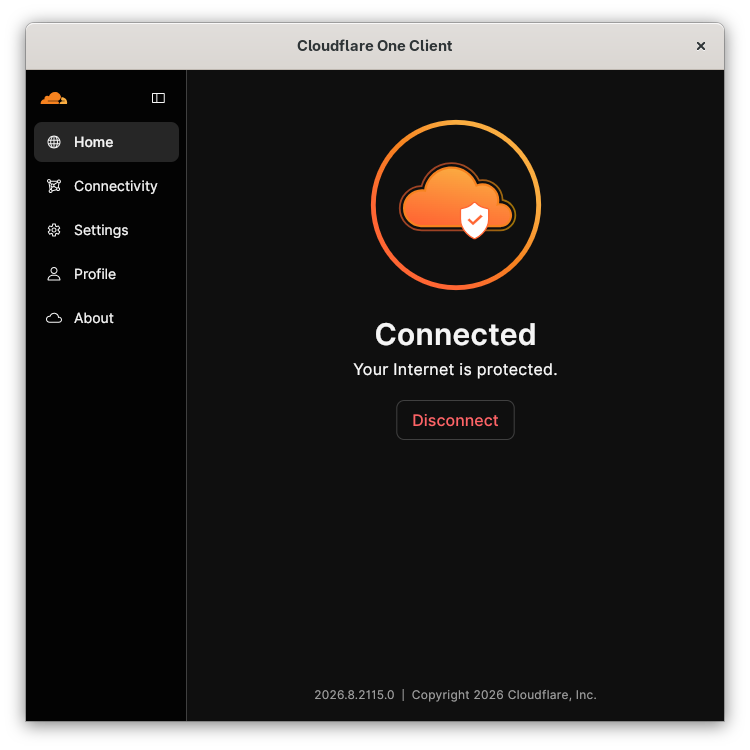 Cloudflare One Client
Home
Connectivity
Settings
Profile
About
Connected
Your Internet is protected.
Disconnect
2026.8.2115.0 | Copyright 2026 Cloudflare, Inc.